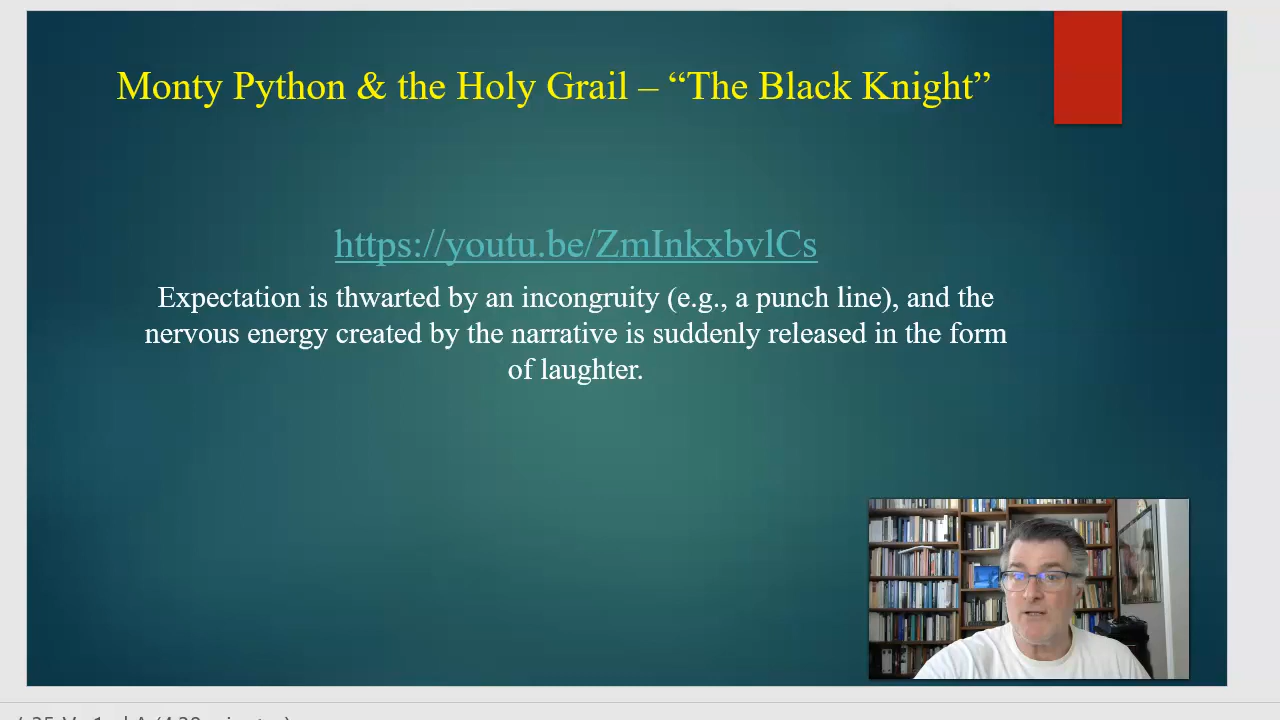 Monty Python & the Holy Grail – “The Black Knight”
https://youtu.be/ZmInkxbvlCs
Expectation is thwarted by an incongruity (e.g., a punch line), and the
nervous energy created by the narrative is suddenly released in the form
of laughter.